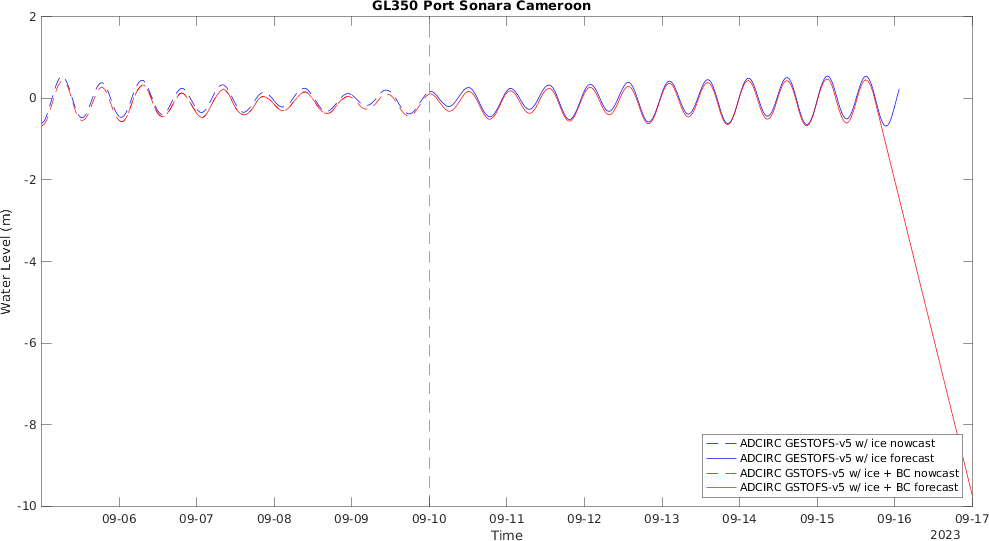 GL350 Port Sonara Cameroon
2
0
-2
-4
-6
-8
-10
Water Level (m)
ADCIRC GESTOFS-v5 w/ ice nowcast
ADCIRC GESTOFS-v5 w/ ice forecast
ADCIRC GSTOFS-v5 w/ ice + BC nowcast
ADCIRC GSTOFS-v5 w/ ice + BC forecast
09-06 09-07 09-08 09-09 09-10 09-11 09-12 09-13 09-14 09-15 09-16 09-17
Time
2023